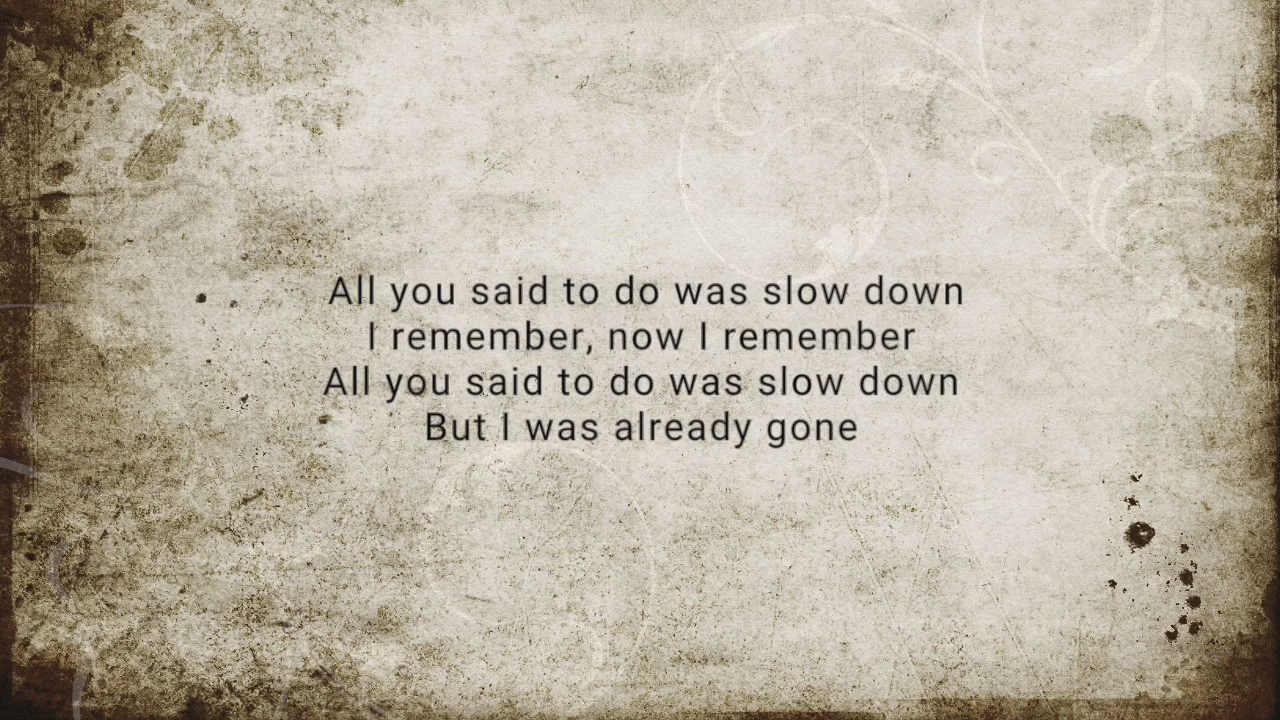 All you said to do was slow down
I remember, now I remember
All you said to do was slow down
But I was already gone